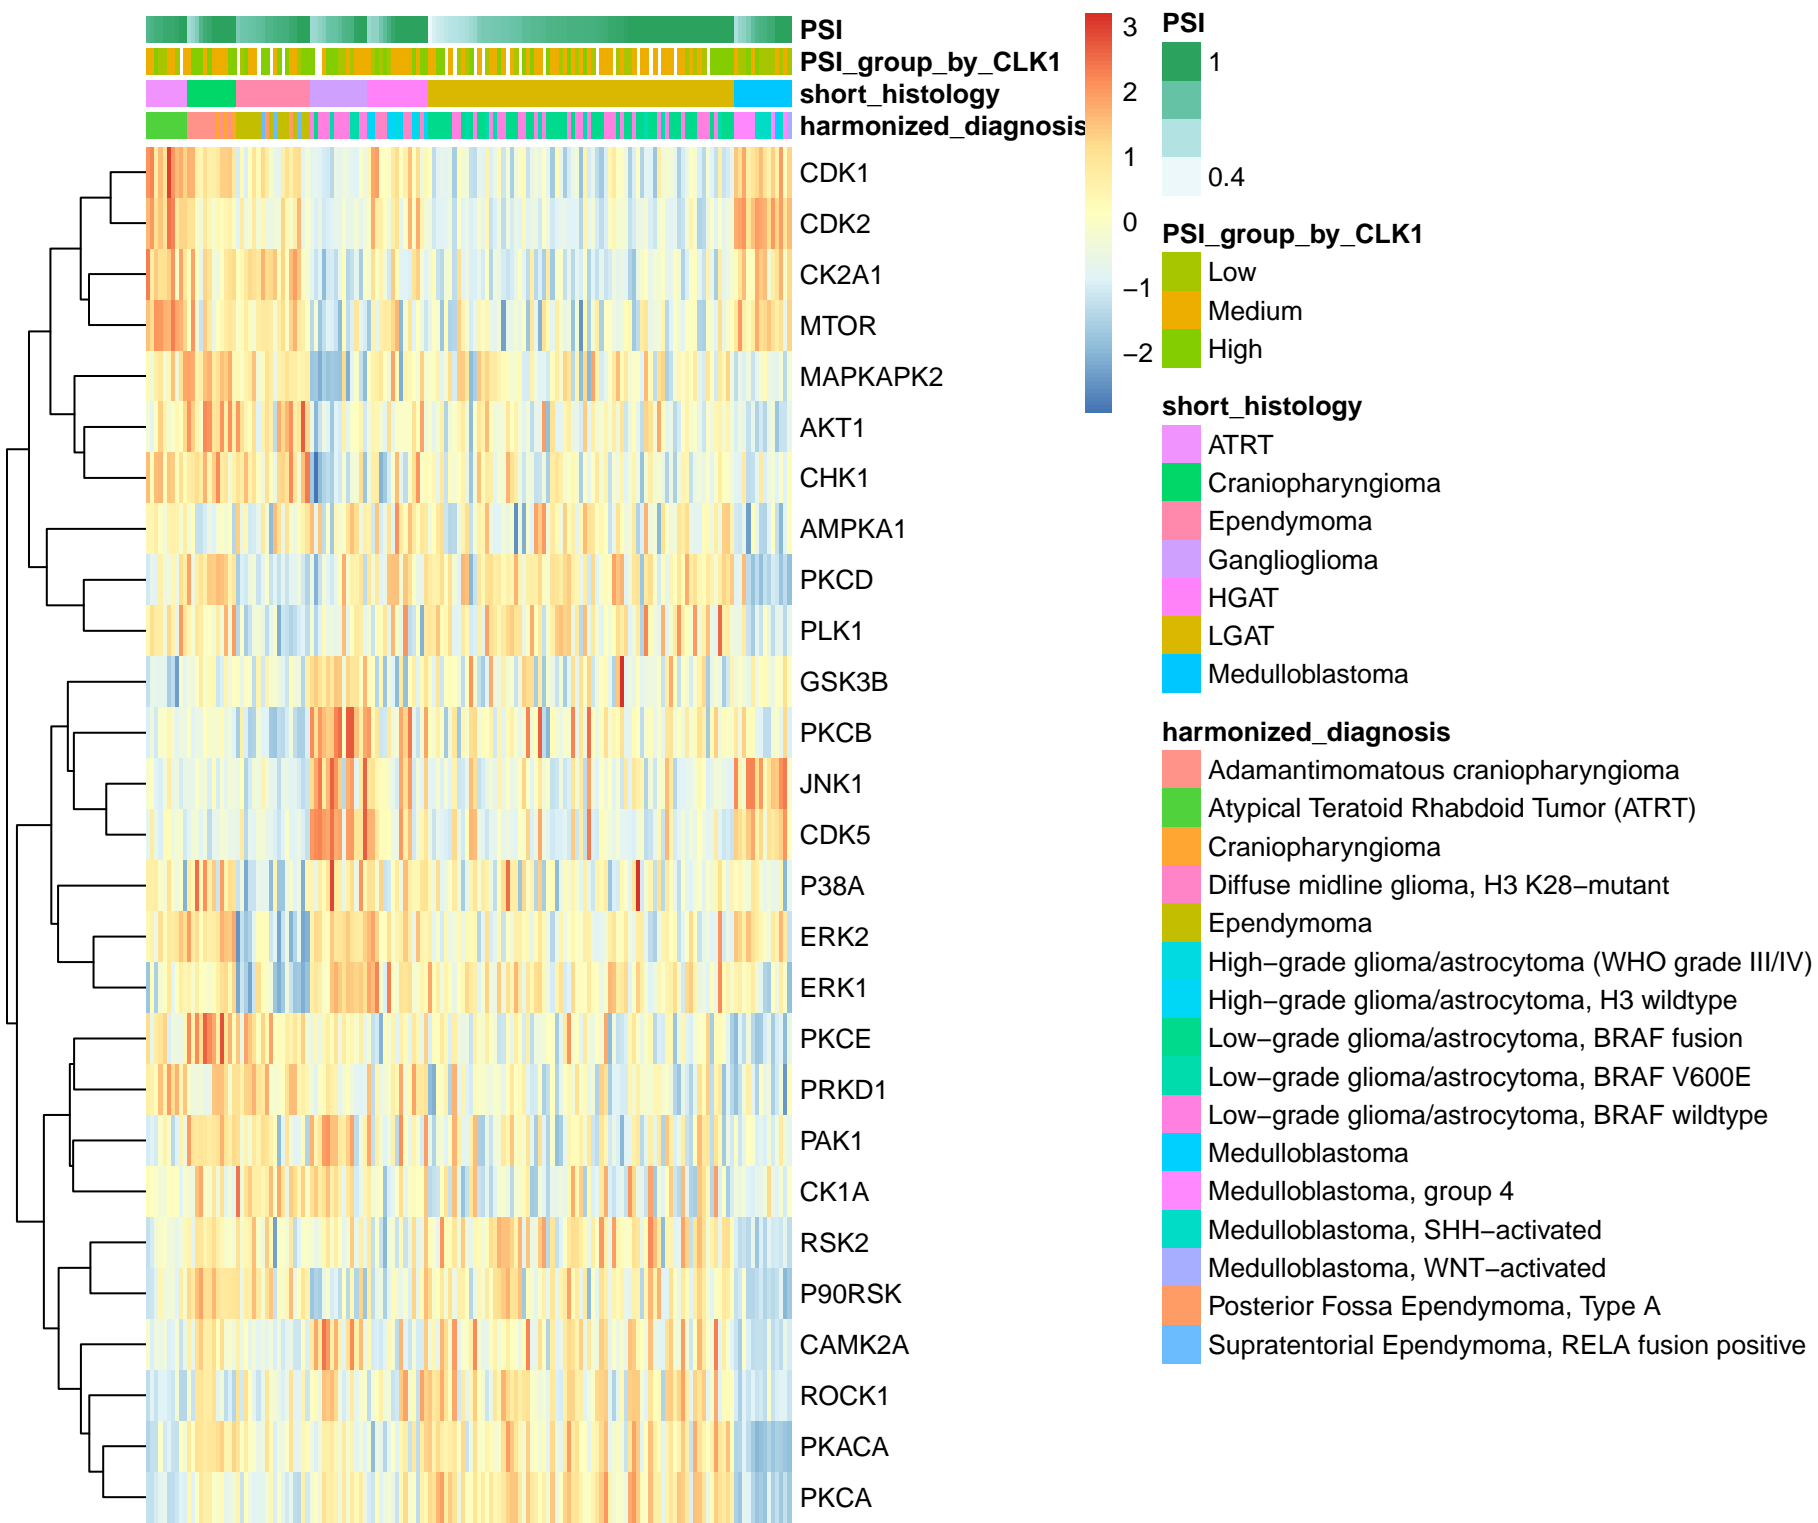 PSI
PSI_group_by_CLK1
short_histology
harmonized_diagnosis
CDK1
CDK2
CK2A1
MTOR
MAPKAPK2
AKT1
CHK1
AMPKA1
PKCD
PLK1
GSK3B
PKCB
JNK1
CDK5
P38A
ERK2
ERK1
PKCE
PRKD1
PAK1
CK1A
RSK2
P90RSK
CAMK2A
ROCK1
PKACA
PKCA
3
2
1
0
−1
−2
PSI
1
0.4
PSI_group_by_CLK1
Low
Medium
High
short_histology
ATRT
Craniopharyngioma
Ependymoma
Ganglioglioma
HGAT
LGAT
Medulloblastoma
harmonized_diagnosis
Adamantimomatous craniopharyngioma
Atypical Teratoid Rhabdoid Tumor (ATRT)
Craniopharyngioma
Diffuse midline glioma, H3 K28−mutant
Ependymoma
High−grade glioma/astrocytoma (WHO grade III/IV)
High−grade glioma/astrocytoma, H3 wildtype
Low−grade glioma/astrocytoma, BRAF fusion
Low−grade glioma/astrocytoma, BRAF V600E
Low−grade glioma/astrocytoma, BRAF wildtype
Medulloblastoma
Medulloblastoma, group 4
Medulloblastoma, SHH−activated
Medulloblastoma, WNT−activated
Posterior Fossa Ependymoma, Type A
Supratentorial Ependymoma, RELA fusion positive